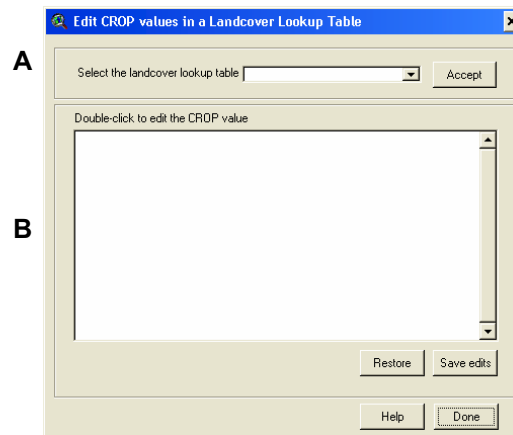 Edit CROP values in a Landcover Lookup Table
A
Select the landcover lookup table
Accept
Double-click to edit the CROP value
B
Restore
Save edits
Help
Done